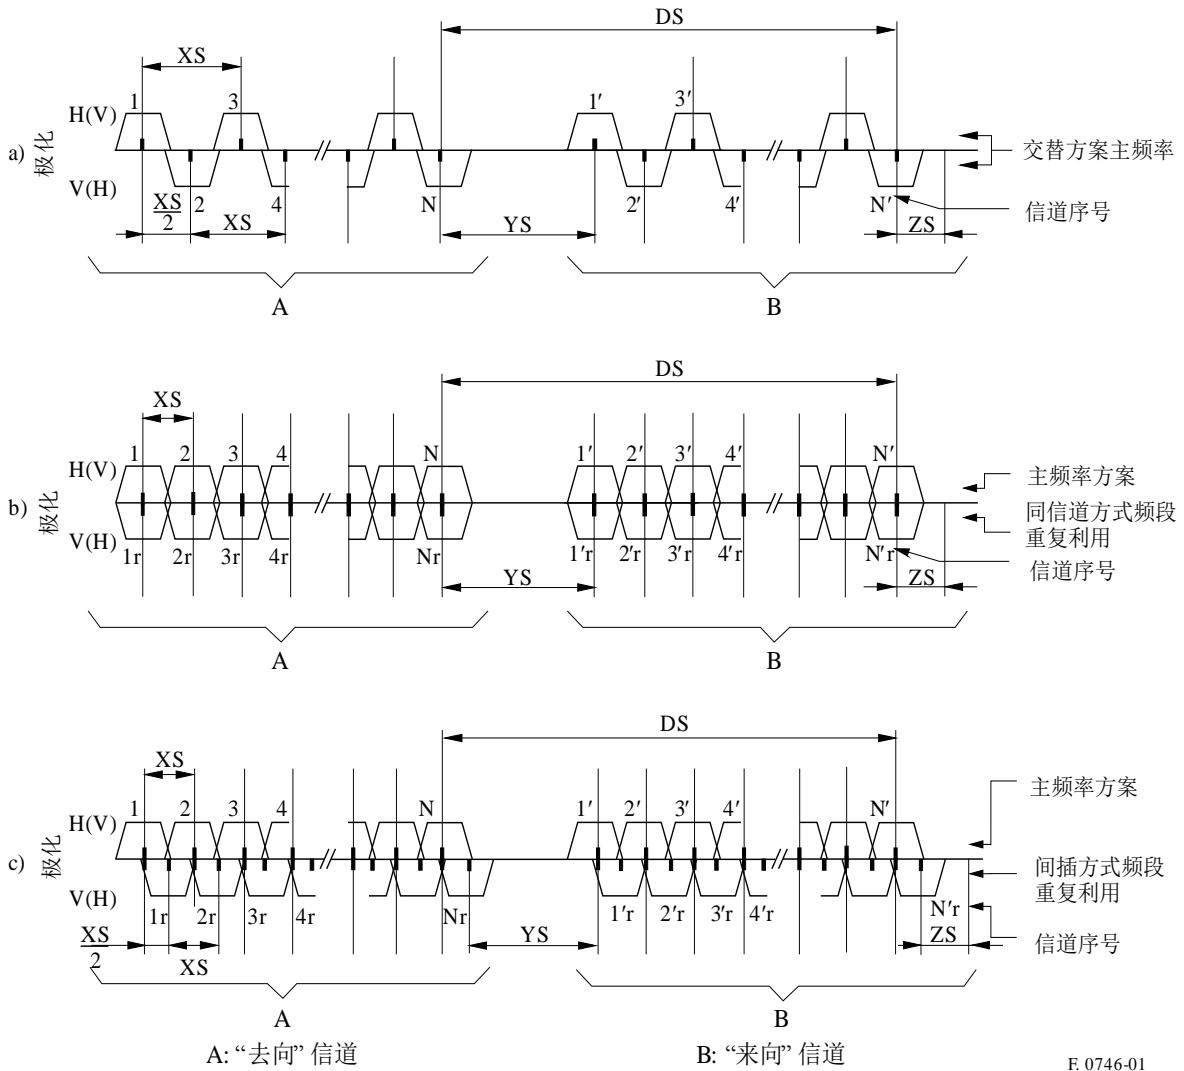 DS
XS
1
3
1′
3′
H(V)
a)
极化
交替方案主频率
V(H)
2
4
N
2′
4′
N′
信道序号
XS
2
XS
YS
ZS
A
B
DS
XS
1
2
3
4
N
1′
2′
3′
4′
N′
H(V)
主频率方案
b)
极化
同信道方式频段
重复利用
V(H)
1r
2r
3r
4r
Nr
1′r
2′r
3′r
4′r
N′r
信道序号
YS
ZS
A
B
DS
XS
主频率方案
1
2
3
4
N
1′
2′
3′
4′
N′
H(V)
c)
极化
间插方式频段
重复利用
V(H)
1r
2r
3r
4r
Nr
1′r
2′r
3′r
4′r
N′r
信道序号
XS
2
XS
YS
ZS
A
B
A: “去向” 信道
B: “来向” 信道
F. 0746-01